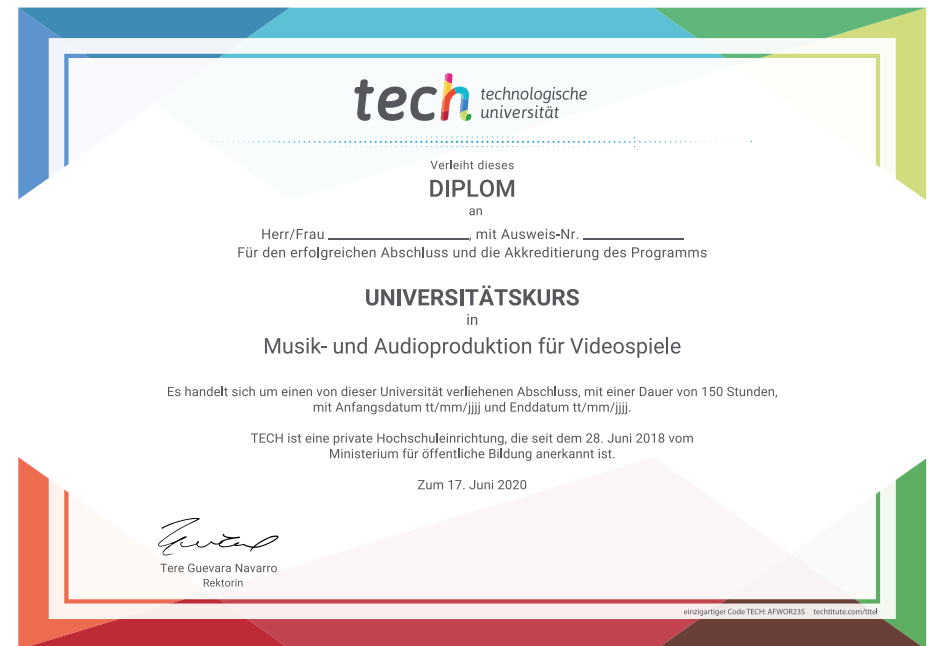 tech technologische
universität
Verleiht dieses
DIPLOM
an
Herr/Frau ____________, mit Ausweis-Nr. ____________
Für den erfolgreichen Abschluss und die Akkreditierung des Programms
UNIVERSITÄTSKURS
in
Musik- und Audioproduktion für Videospiele
Es handelt sich um einen von dieser Universität verliehenen Abschluss, mit einer Dauer von 150 Stunden,
mit Anfangsdatum tt/mm/jjjj und Enddatum tt/mm/jjjj.
TECH ist eine private Hochschuleinrichtung, die seit dem 28. Juni 2018 vom
Ministerium für öffentliche Bildung anerkannt ist.
Zum 17. Juni 2020
Tere Guevara Navarro
Rektorin
einzigartiger Code TECH: AFWOR23S techtitute.com/titel